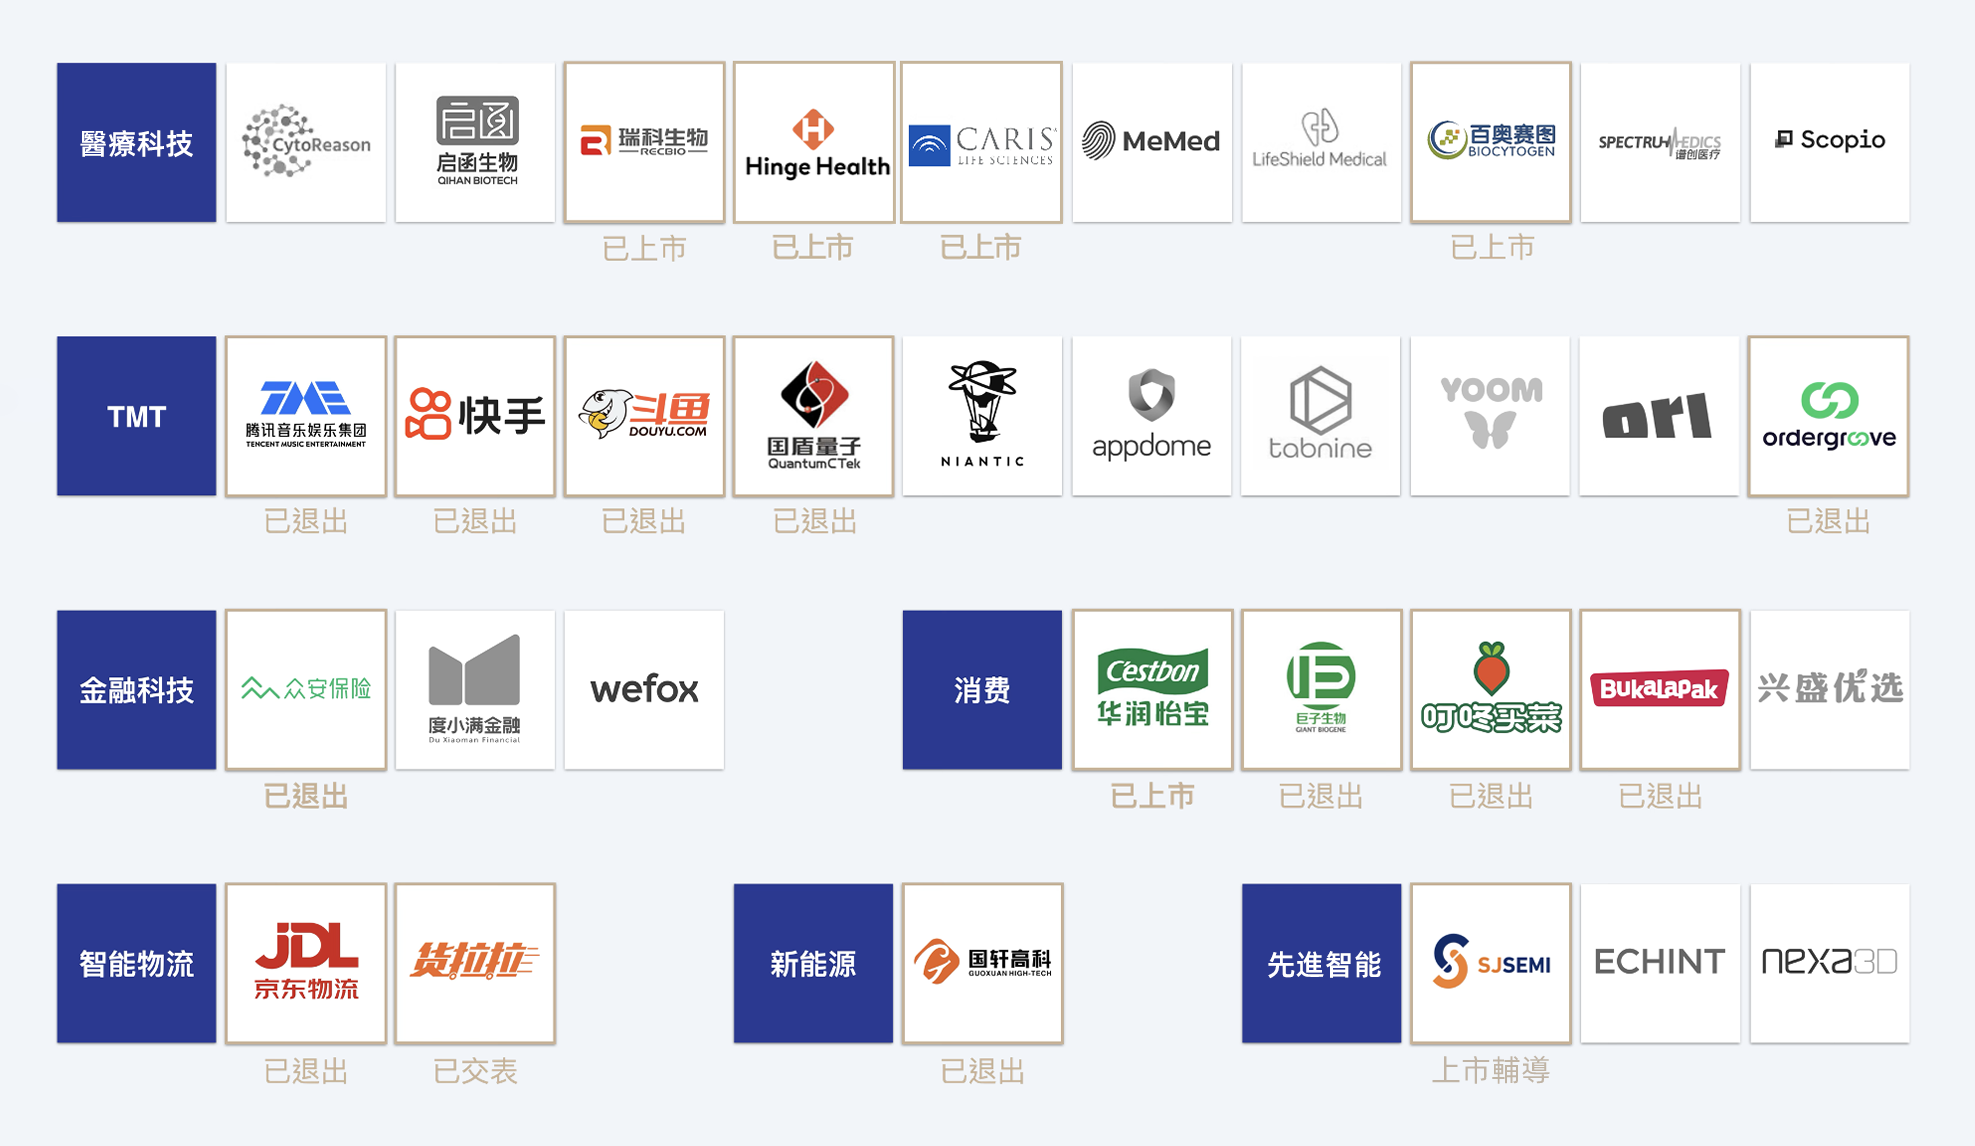 醫療科技
CytoReason
启函
启函生物
QIHAN BIOTECH
瑞科生物
RECBIO
H
Hinge Health
CARIS
LIFE SCIENCES
MeMed
LifeShield Medical
百奥赛图
BIOCYTOGEN
SPECTRUMEDICS
谱创医疗
Scopio
已上市
已上市
已上市
已上市
TMT
TME
腾讯音乐娱乐集团
TENCENT MUSIC ENTERTAINMENT
快手
斗鱼
DOUYU.COM
国盾量子
QuantumCTek
NIANTIC
appdome
tabnine
YOOM
ori
ordergroove
已退出
已退出
已退出
已退出
已退出
金融科技
众安保险
度小满金融
Du Xiaoman Financial
wefox
消费
C'estbon
华润怡宝
巨子生物
GIANT BIOGENE
叮咚买菜
BUKALAPAK
兴盛优选
已退出
已上市
已退出
已退出
已退出
智能物流
JDL
京东物流
货拉拉
新能源
国轩高科
GUOXUAN HIGH-TECH
先進智能
SJSEMI
ECHINT
nexa3D
已退出
已交表
已退出
上市輔導